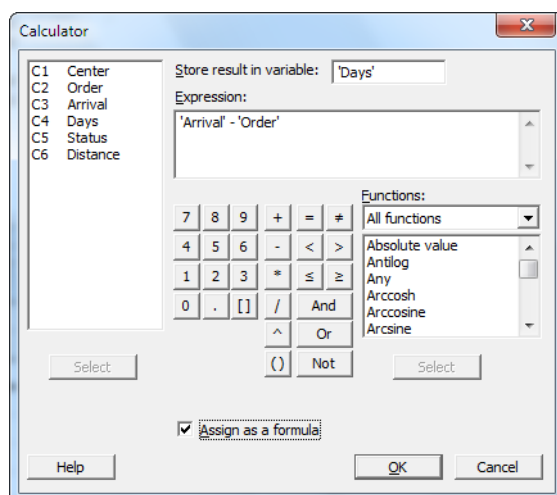 Calculator
C1 Center
C2 Order
C3 Arrival
C4 Days
C5 Status
C6 Distance
Select
Store result in variable: 'Days'
Expression:
'Arrival' - 'Order'
Functions:
7 8 9 + = ≠
4 5 6 - < >
1 2 3 * ≤ ≥
0 . [] / And
^ Or
() Not
All functions
Absolute value
Antilog
Any
Arccosh
Arccosine
Arcsine
Select
Assign as a formula
Help
OK
Cancel